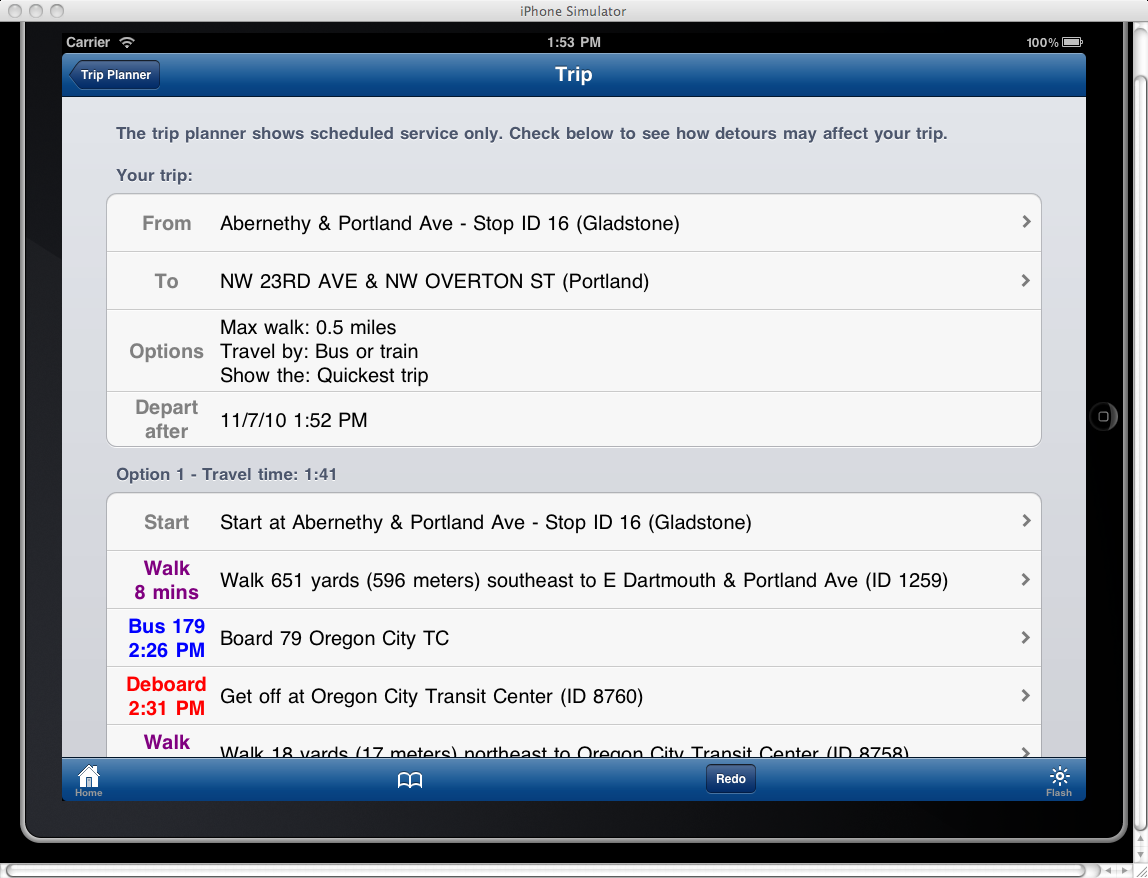 iPhone Simulator
Carrier
1:53 PM
100%
Trip Planner
Trip
The trip planner shows scheduled service only. Check below to see how detours may affect your trip.
Your trip:
From
Abernethy & Portland Ave - Stop ID 16 (Gladstone)
To
NW 23RD AVE & NW OVERTON ST (Portland)
Options
Max walk: 0.5 miles
Travel by: Bus or train
Show the: Quickest trip
Depart
after
11/7/10 1:52 PM
Option 1 - Travel time: 1:41
Start
Start at Abernethy & Portland Ave - Stop ID 16 (Gladstone)
Walk
8 mins
Walk 651 yards (596 meters) southeast to E Dartmouth & Portland Ave (ID 1259)
Bus 179
2:26 PM
Board 79 Oregon City TC
Deboard
2:31 PM
Get off at Oregon City Transit Center (ID 8760)
Walk
Walk 18 yards (17 meters) northeast to Oregon City Transit Center (ID 8758)
Home
Redo
Flash